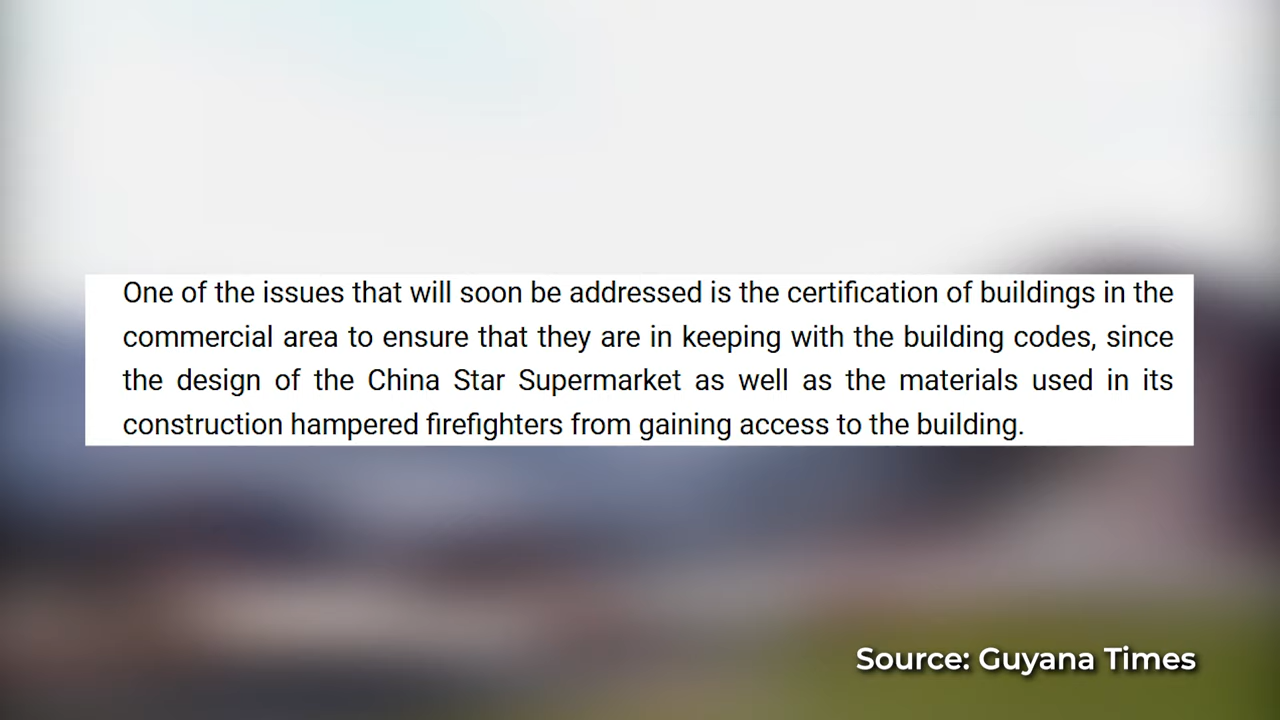 One of the issues that will soon be addressed is the certification of buildings in the
commercial area to ensure that they are in keeping with the building codes, since
the design of the China Star Supermarket as well as the materials used in its
construction hampered firefighters from gaining access to the building.
Source: Guyana Times